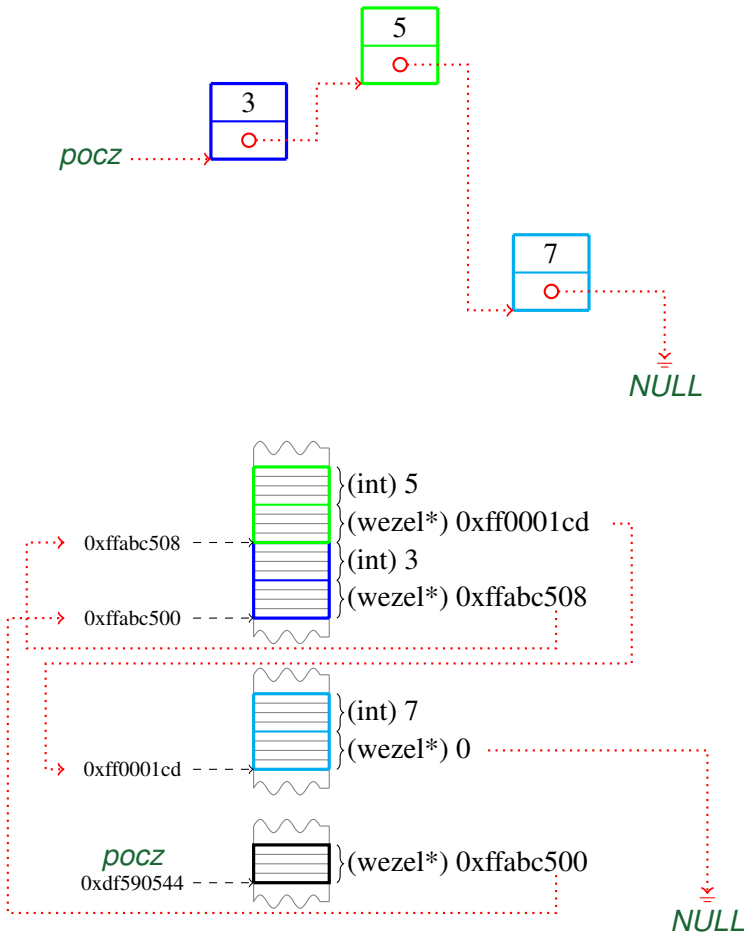 5
3
pocz
7
NULL
(int) 5
(wezel*) 0xff0001cd
0xffabc508
(int) 3
(wezel*) 0xffabc508
0xffabc500
(int) 7
(wezel*) 0
0xff0001cd
pocz
(wezel*) 0xffabc500
0xdf590544
NULL